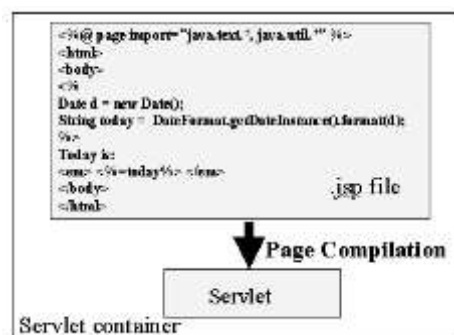 <%@ page import="java.text.*, java.util.*" %>
<html>
<body>
<%
Date d = new Date();
String today = DateFormat.getDateInstance().format(d);
%>
Today is:
<em> <%=today%> </em>
</body>
</html>
.jsp file
Page Compilation
Servlet
Servlet container